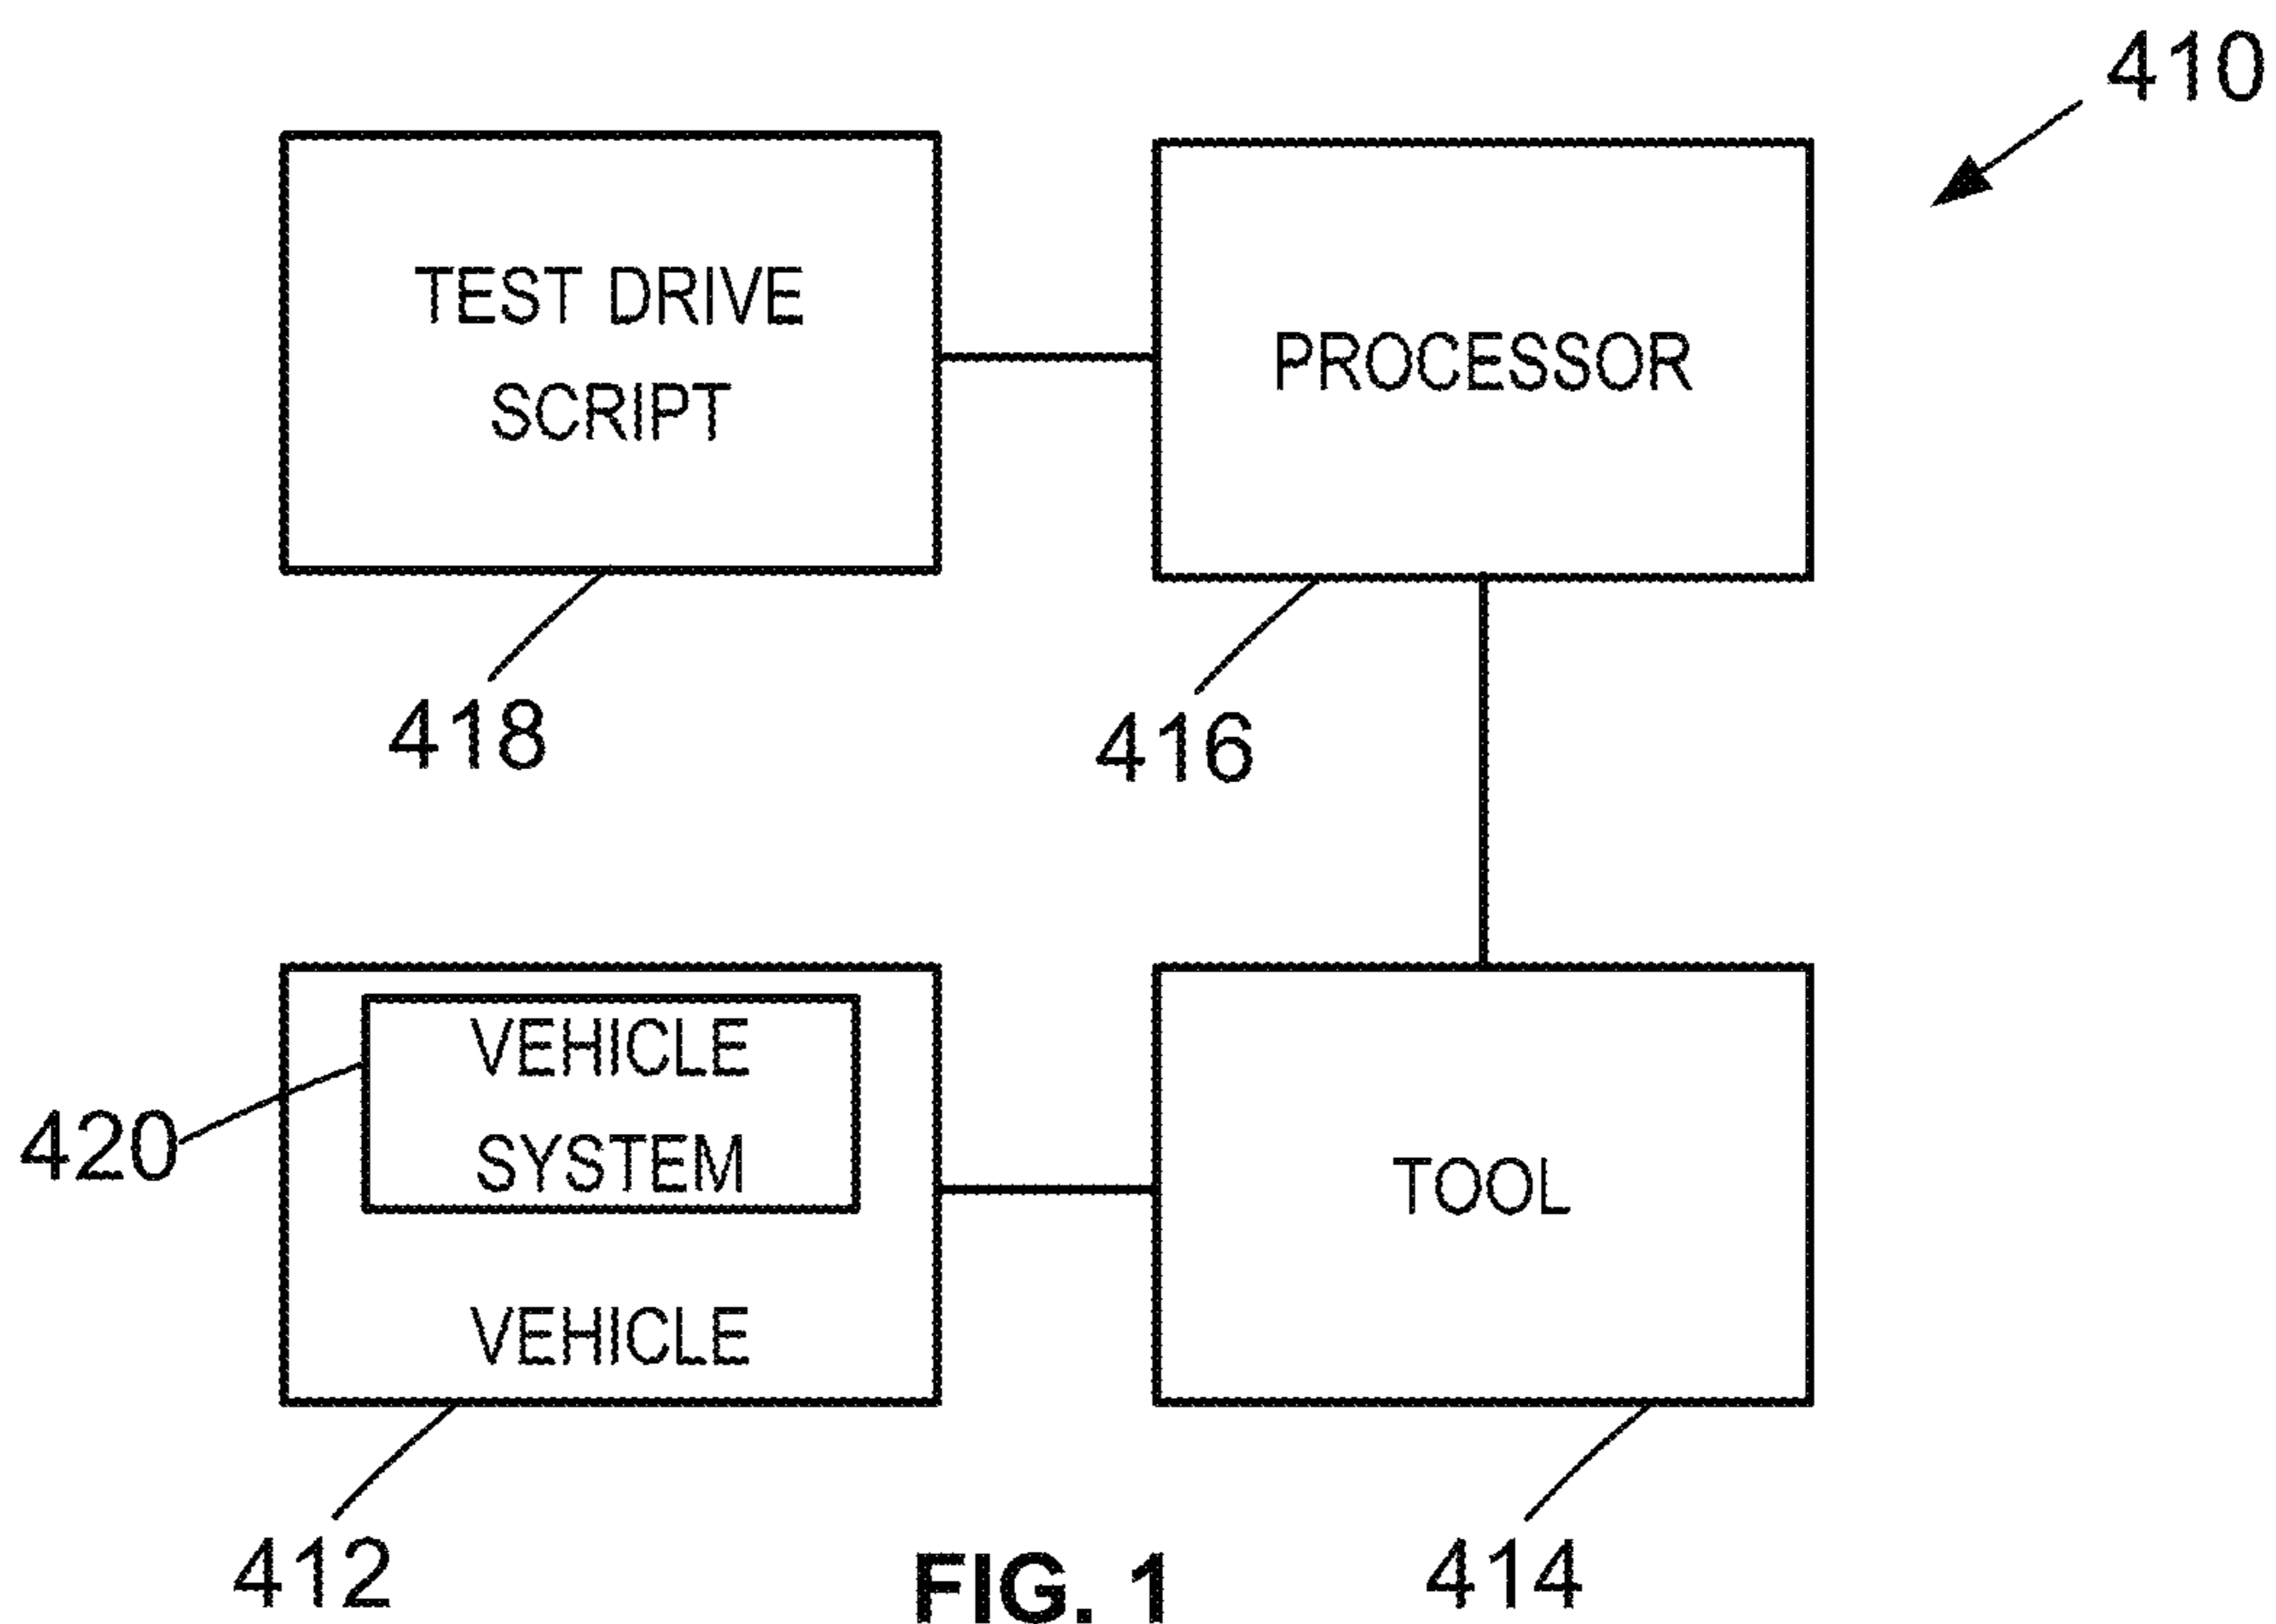 410
TEST DRIVE
SCRIPT
PROCESSOR
418
416
VEHICLE
SYSTEM
420
TOOL
VEHICLE
412
414
FIG. 1